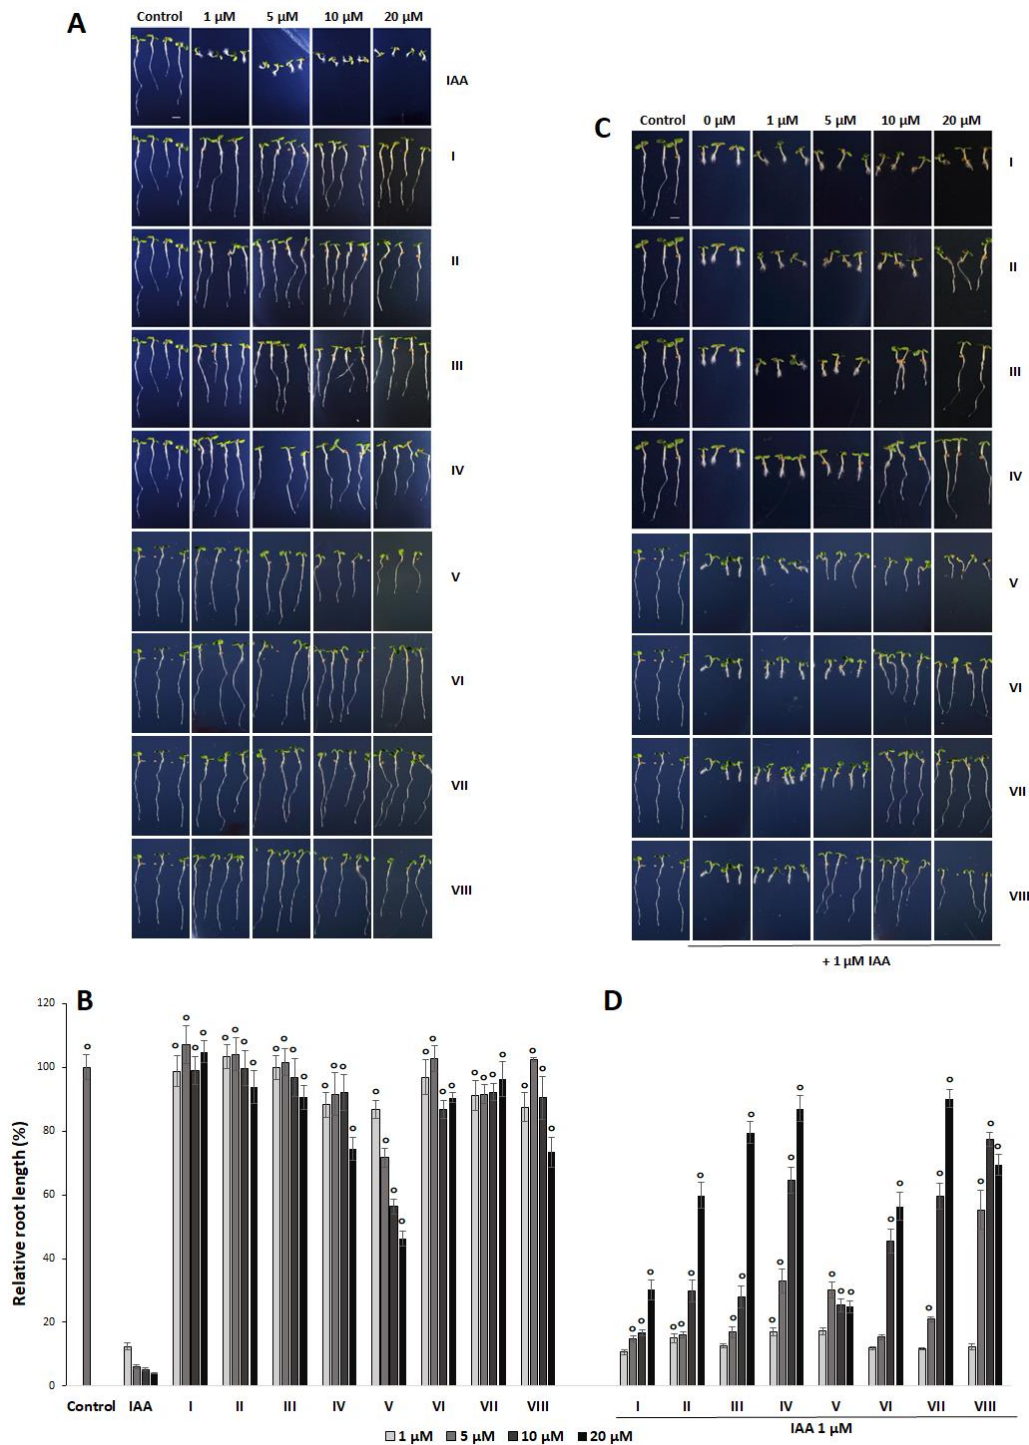 A
Control 1 µM 5 µM 10 µM 20 µM
IAA
I
II
III
IV
V
VI
VII
VIII
C
Control 0 µM 1 µM 5 µM 10 µM 20 µM
I
II
III
IV
V
VI
VII
VIII
+ 1 µM IAA
B
Relative root length (%)
120
100
80
60
40
20
0
Control IAA I II III IV V VI VII VIII
D
I II III IV V VI VII VIII
IAA 1 µM
1 µM 5 µM 10 µM 20 µM